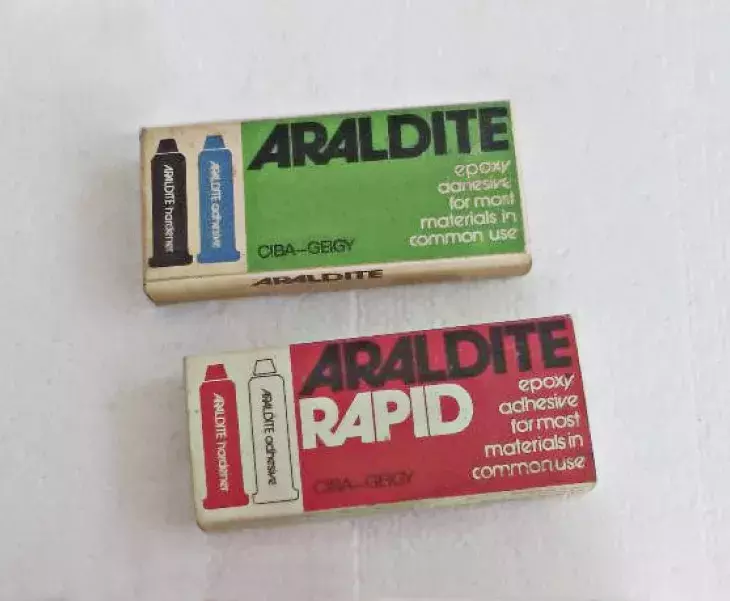 ARALDITE
epoxy
adhesive
for most
materials in
common use
CIBA-GEIGY
ARALDITE hardener
ARALDITE adhesive
ARALDITE
ARALDITE
RAPID
epoxy
adhesive
for most
materials in
common use
CIBA-GEIGY
ARALDITE hardener
ARALDITE adhesive